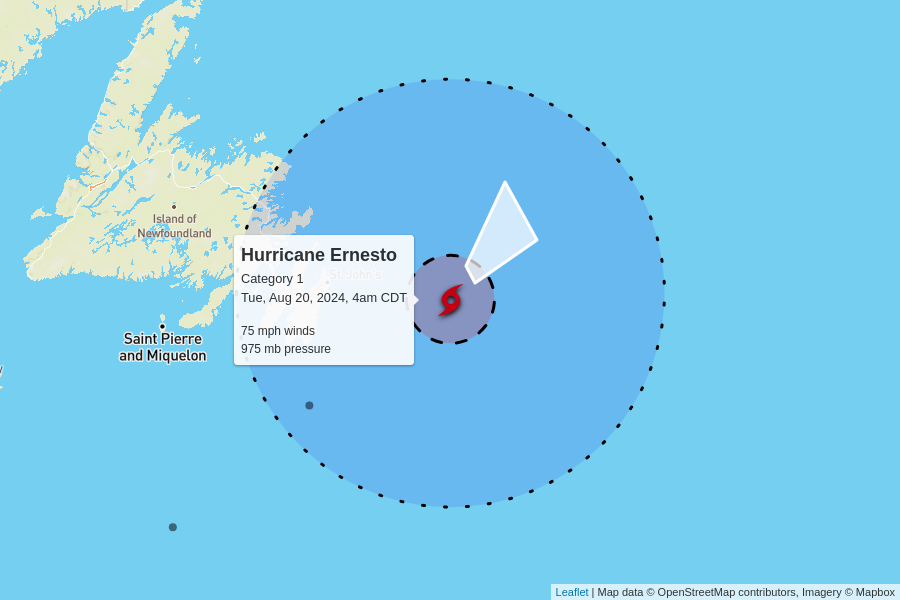 Island of
Newfoundland
Hurricane Ernesto
Category 1
St. John's
Tue, Aug 20, 2024, 4am CDT
75 mph winds
975 mb pressure
Saint Pierre
and Miquelon
Leaflet | Map data © OpenStreetMap contributors, Imagery © Mapbox